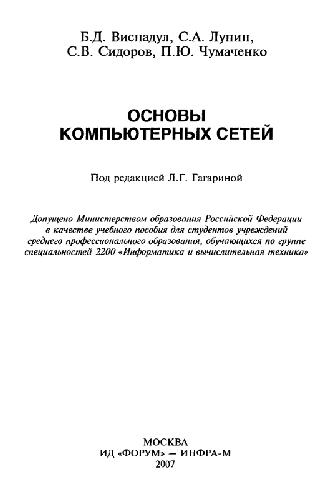 Б.Д. Виснадул, С.А. Лупин,
С.В. Сидоров, П.Ю. Чумаченко
ОСНОВЫ
КОМПЬЮТЕРНЫХ СЕТЕЙ
Под редакцией Л.Г. Гагариной
Допущено Министерством образования Российской Федерации
в качестве учебного пособия для студентов учреждений
среднего профессионального образования, обучающихся по группе
специальностей 2200 «Информатика и вычислительная техника»
МОСКВА
ИД «ФОРУМ» — ИНФРА-М
2007